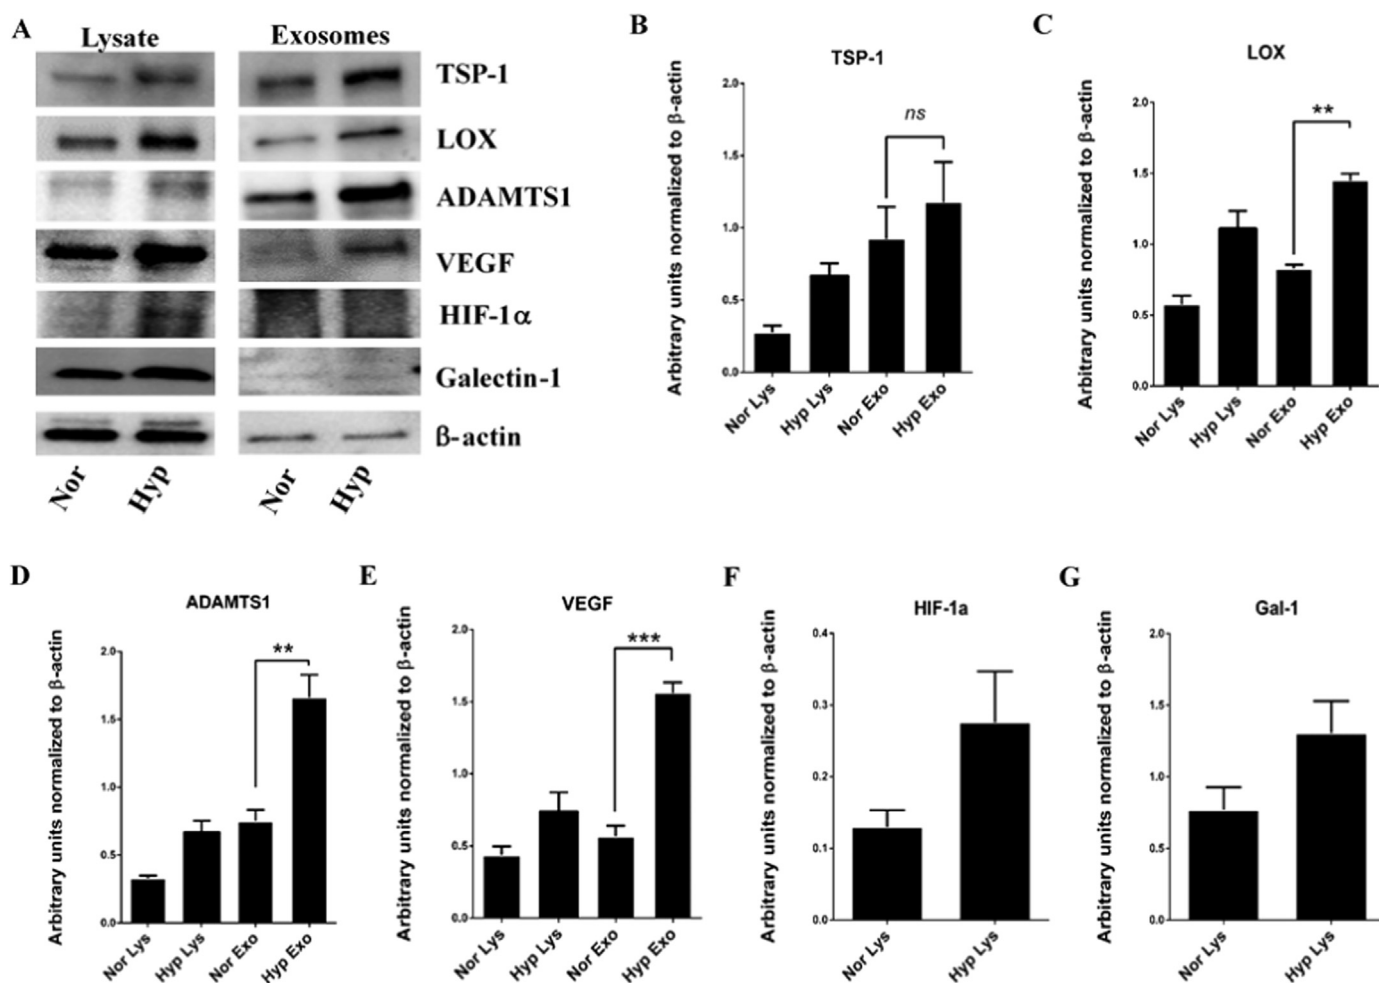 A
Lysate
Exosomes
TSP-1
LOX
ADAMTS1
VEGF
HIF-1α
Galectin-1
ß-actin
Nor
Hyp
Nor
Hyp
B
TSP-1
Arbitrary units normalized to β-actin
2.0
1.5
1.0
0.5
0.0
ns
Nor Lys
Hyp Lys
Nor Exo
Hyp Exo
C
LOX
Arbitrary units normalized to β-actin
2.0
1.5
1.0
0.5
0.0
**
Nor Lys
Hyp Lys
Nor Exo
Hyp Exo
D
ADAMTS1
Arbitrary units normalized to β-actin
2.0
1.5
1.0
0.5
0.0
**
Nor Lys
Hyp Lys
Nor Exo
Hyp Exo
E
VEGF
Arbitrary units normalized to β-actin
2.0
1.5
1.0
0.5
0.0
***
Nor Lys
Hyp Lys
Nor Exo
Hyp Exo
F
HIF-1a
Arbitrary units normalized to β-actin
0.4
0.3
0.2
0.1
0.0
Nor Lys
Hyp Lys
G
Gal-1
Arbitrary units normalized to β-actin
2.0
1.5
1.0
0.5
0.0
Nor Lys
Hyp Lys